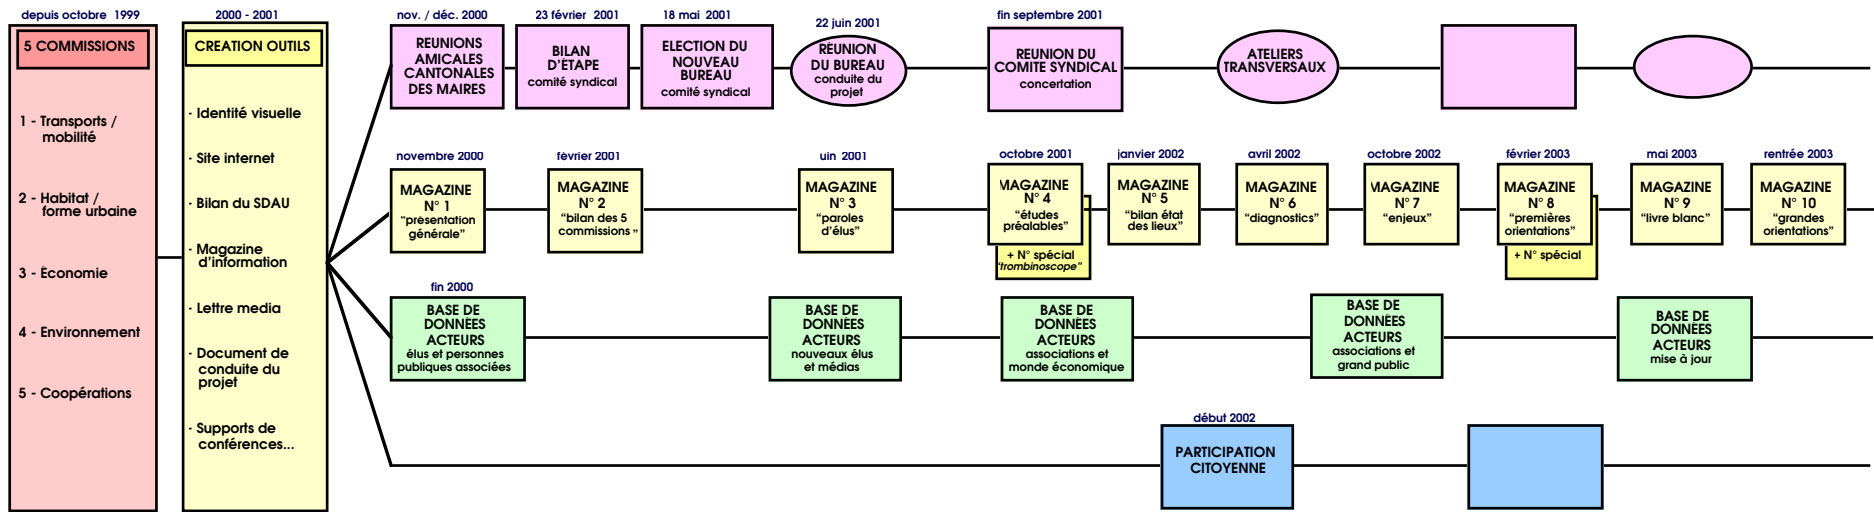 depuis octobre 1999
5 COMMISSIONS
1 - Transports /
mobilité
2 - Habitat /
forme urbaine
3 - Économie
4 - Environnement
5 - Coopérations
2000 - 2001
CREATION OUTILS
- Identité visuelle
- Site internet
- Bilan du SDAU
- Magazine
d'information
- Lettre media
- Document de
conduite du
projet
- Supports de
conférences...
nov. / déc. 2000
REUNIONS
AMICALES
CANTONALES
DES MAIRES
23 février 2001
BILAN
D'ÉTAPE
comité syndical
18 mai 2001
ELECTION DU
NOUVEAU
BUREAU
comité syndical
22 juin 2001
RÉUNION
DU BUREAU
conduite du
projet
fin septembre 2001
REUNION DU
COMITE SYNDICAL
concertation
ATELIERS
TRANSVERSAUX
novembre 2000
MAGAZINE
N° 1
“présentation
générale”
février 2001
MAGAZINE
N° 2
“bilan des 5
commissions ”
uin 2001
MAGAZINE
N° 3
“paroles
d'élus”
octobre 2001
MAGAZINE
N° 4
“études
préalables”
+ N° spécial
“trombinoscope”
janvier 2002
MAGAZINE
N° 5
“bilan état
des lieux”
avril 2002
MAGAZINE
N° 6
“diagnostics”
octobre 2002
MAGAZINE
N° 7
“enjeux”
février 2003
MAGAZINE
N° 8
“premières
orientations”
+ N° spécial
mai 2003
MAGAZINE
N° 9
“livre blanc”
rentrée 2003
MAGAZINE
N° 10
“grandes
orientations”
fin 2000
BASE DE
DONNÉES
ACTEURS
élus et personnes
publiques associées
BASE DE
DONNÉES
ACTEURS
nouveaux élus
et médias
BASE DE
DONNÉES
ACTEURS
associations et
monde économique
BASE DE
DONNÉES
ACTEURS
associations et
grand public
BASE DE
DONNÉES
ACTEURS
mise à jour
début 2002
PARTICIPATION
CITOYENNE